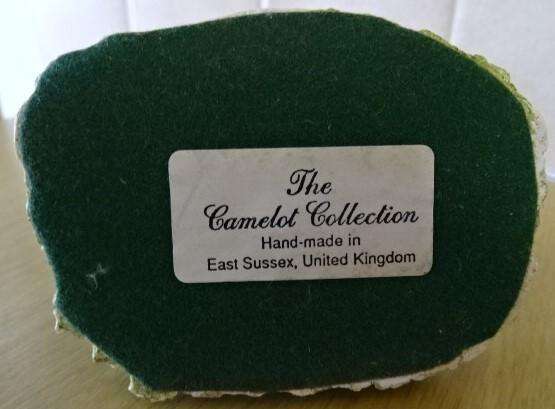 The
Camelot Collection
Hand-made in
East Sussex, United Kingdom